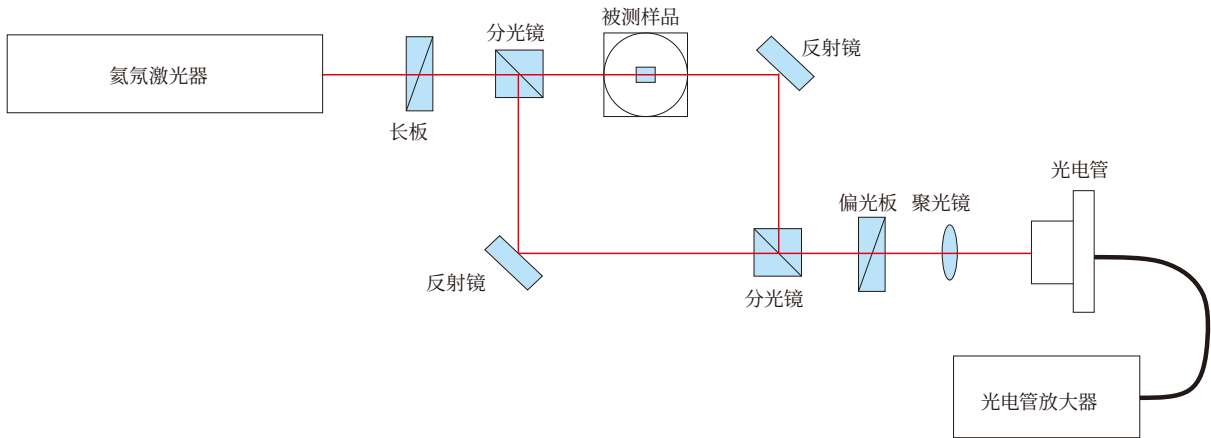 被测样品
分光镜
反射镜
氦氖激光器
长板
光电管
偏光板
聚光镜
反射镜
分光镜
光电管放大器